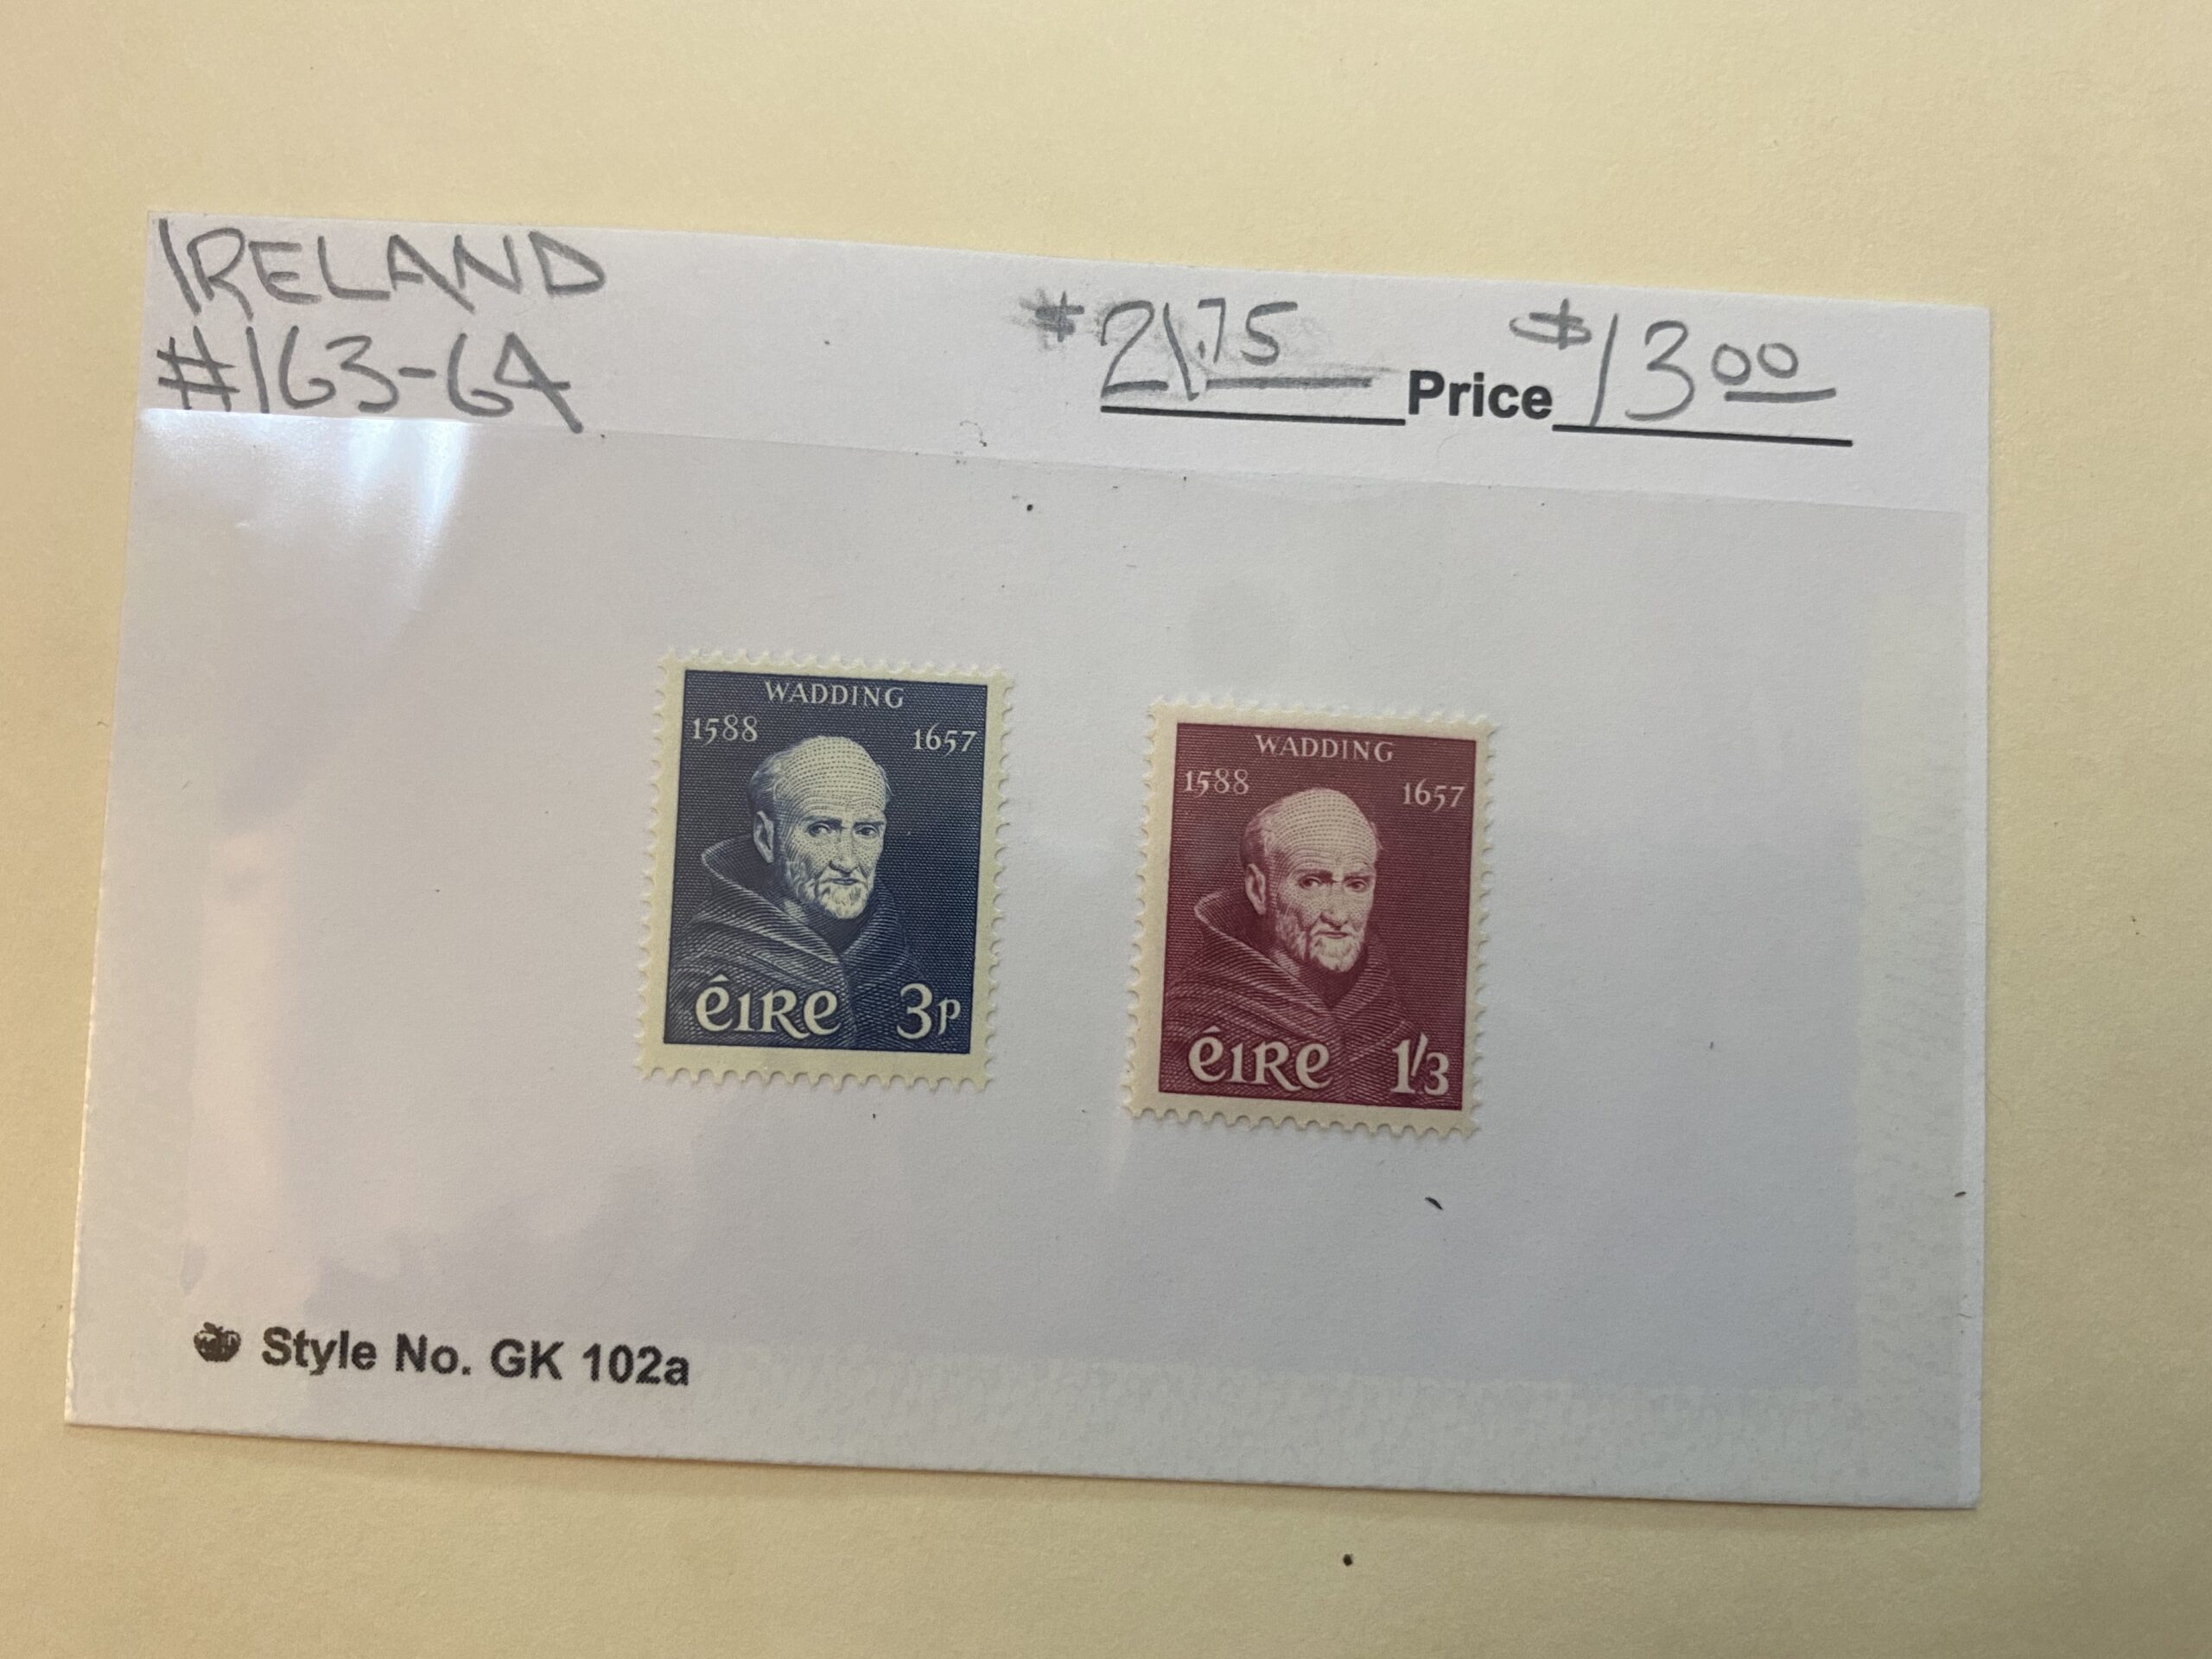 IRELAND
#163-64
$21.75 Price $13.00
WADDING
1588 1657
éIRe 3p
WADDING
1588 1657
éIRe 1/3
Style No. GK 102a